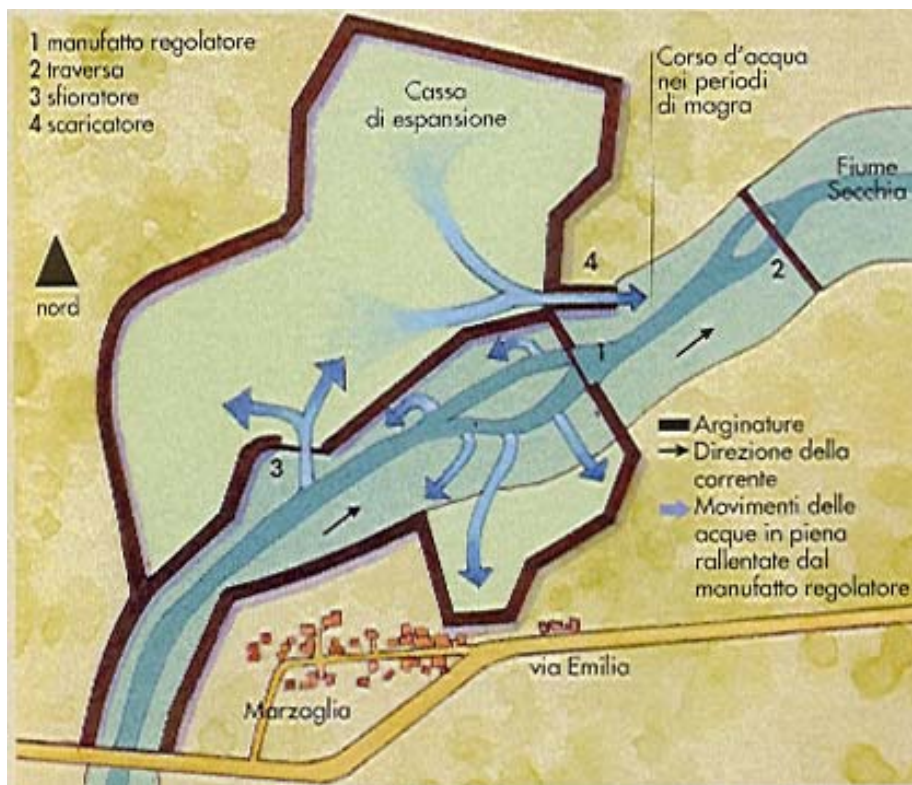 1 manufatto regolatore
2 traversa
3 sfioratore
4 scaricatore
Cassa
di espansione
Corso d'acqua
nei periodi
di magra
Fiume
Secchia
nord
4
2
1
3
Arginature
Direzione della
corrente
Movimenti delle
acque in piena
rallentate dal
manufatto regolatore
via Emilia
Marzaglia